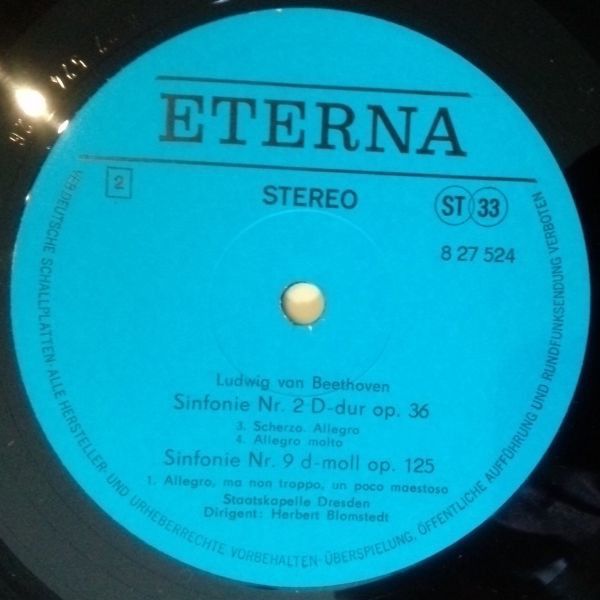 ETERNA
2
STEREO
ST 33
8 27 524
Ludwig van Beethoven
Sinfonie Nr. 2 D-dur op. 36
3. Scherzo. Allegro
4. Allegro molto
Sinfonie Nr. 9 d-moll op. 125
1. Allegro, ma non troppo, un poco maestoso
Staatskapelle Dresden
Dirigent: Herbert Blomstedt
VEB DEUTSCHE SCHALLPLATTEN·ALLE HERSTELLER- UND URHEBERRECHTE VORBEHALTEN·ÜBERSPIELUNG, ÖFFENTLICHE AUFFÜHRUNG UND RUNDFUNKSENDUNG VERBOTEN